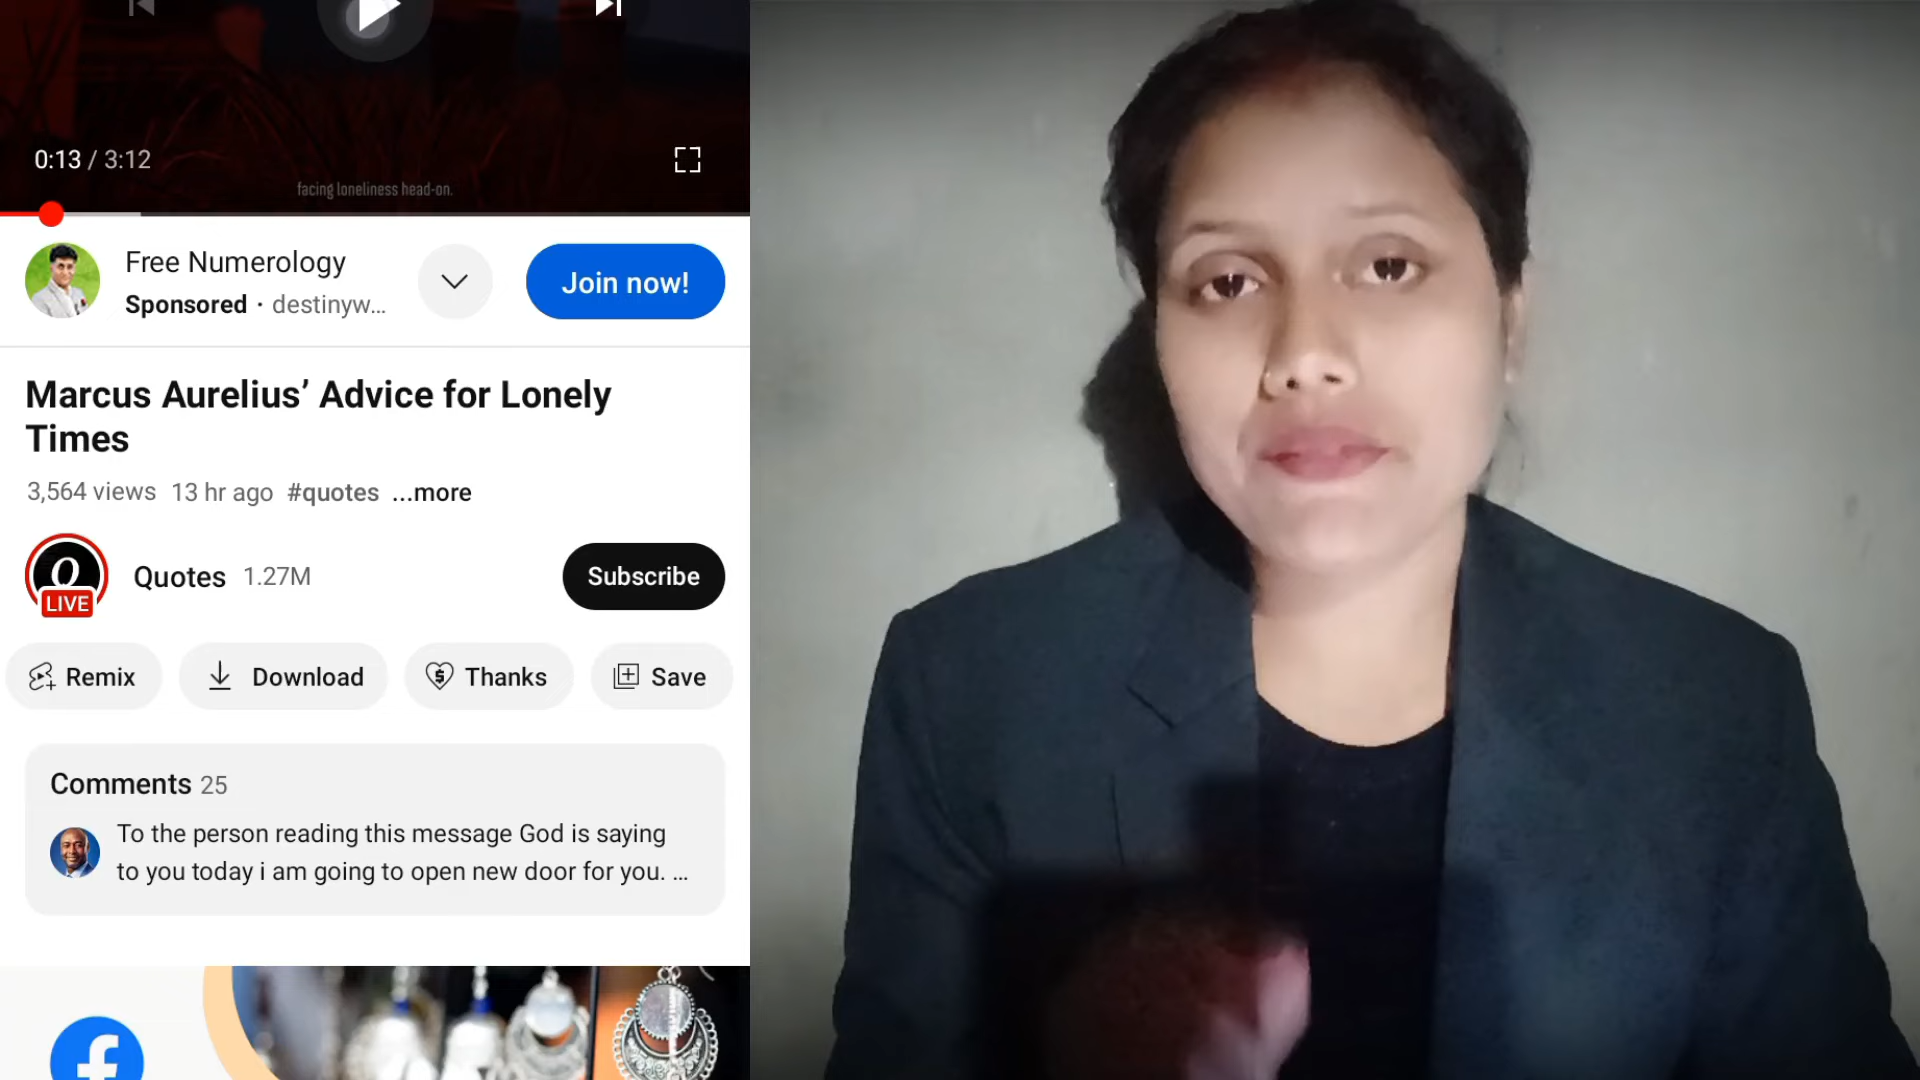 0:13 / 3:12
facing loneliness head-on.
Free Numerology
Sponsored · destinyw...
Join now!
Marcus Aurelius’ Advice for Lonely
Times
3,564 views 13 hr ago #quotes ...more
Q
LIVE
Quotes 1.27M
Subscribe
Remix
Download
Thanks
Save
Comments 25
To the person reading this message God is saying
to you today i am going to open new door for you. ...